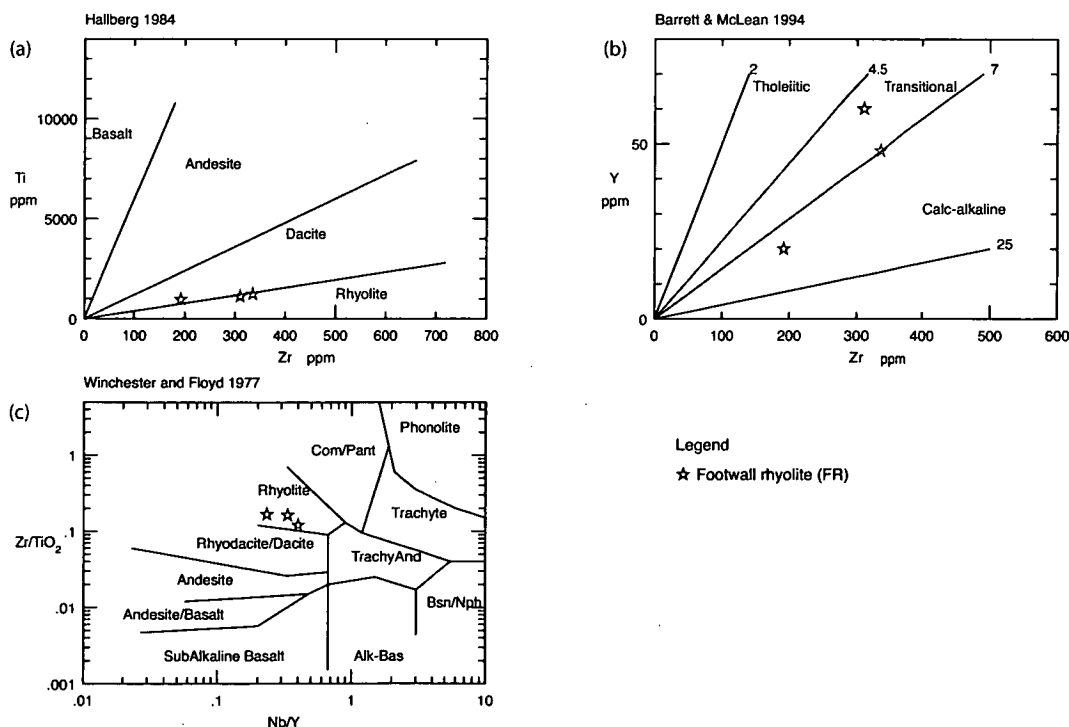 Hallberg 1984
(a)
10000
Ti
ppm
5000
0
Basalt
Andesite
Dacite
Rhyolite
0 100 200 300 400 500 600 700 800
Zr ppm
Barrett & McLean 1994
(b)
2
4.5
7
Tholeiitic
Transitional
50
Y
ppm
Calc-alkaline
25
0
0 100 200 300 400 500 600
Zr ppm
Winchester and Floyd 1977
(c)
Phonolite
Com/Pant
1
Rhyolite
Trachyte
.1
Zr/TiO2
Rhyodacite/Dacite
TrachyAnd
Andesite
.01
Bsn/Nph
Andesite/Basalt
SubAlkaline Basalt
Alk-Bas
.001
.01 .1 1 10
Nb/Y
Legend
Footwall rhyolite (FR)